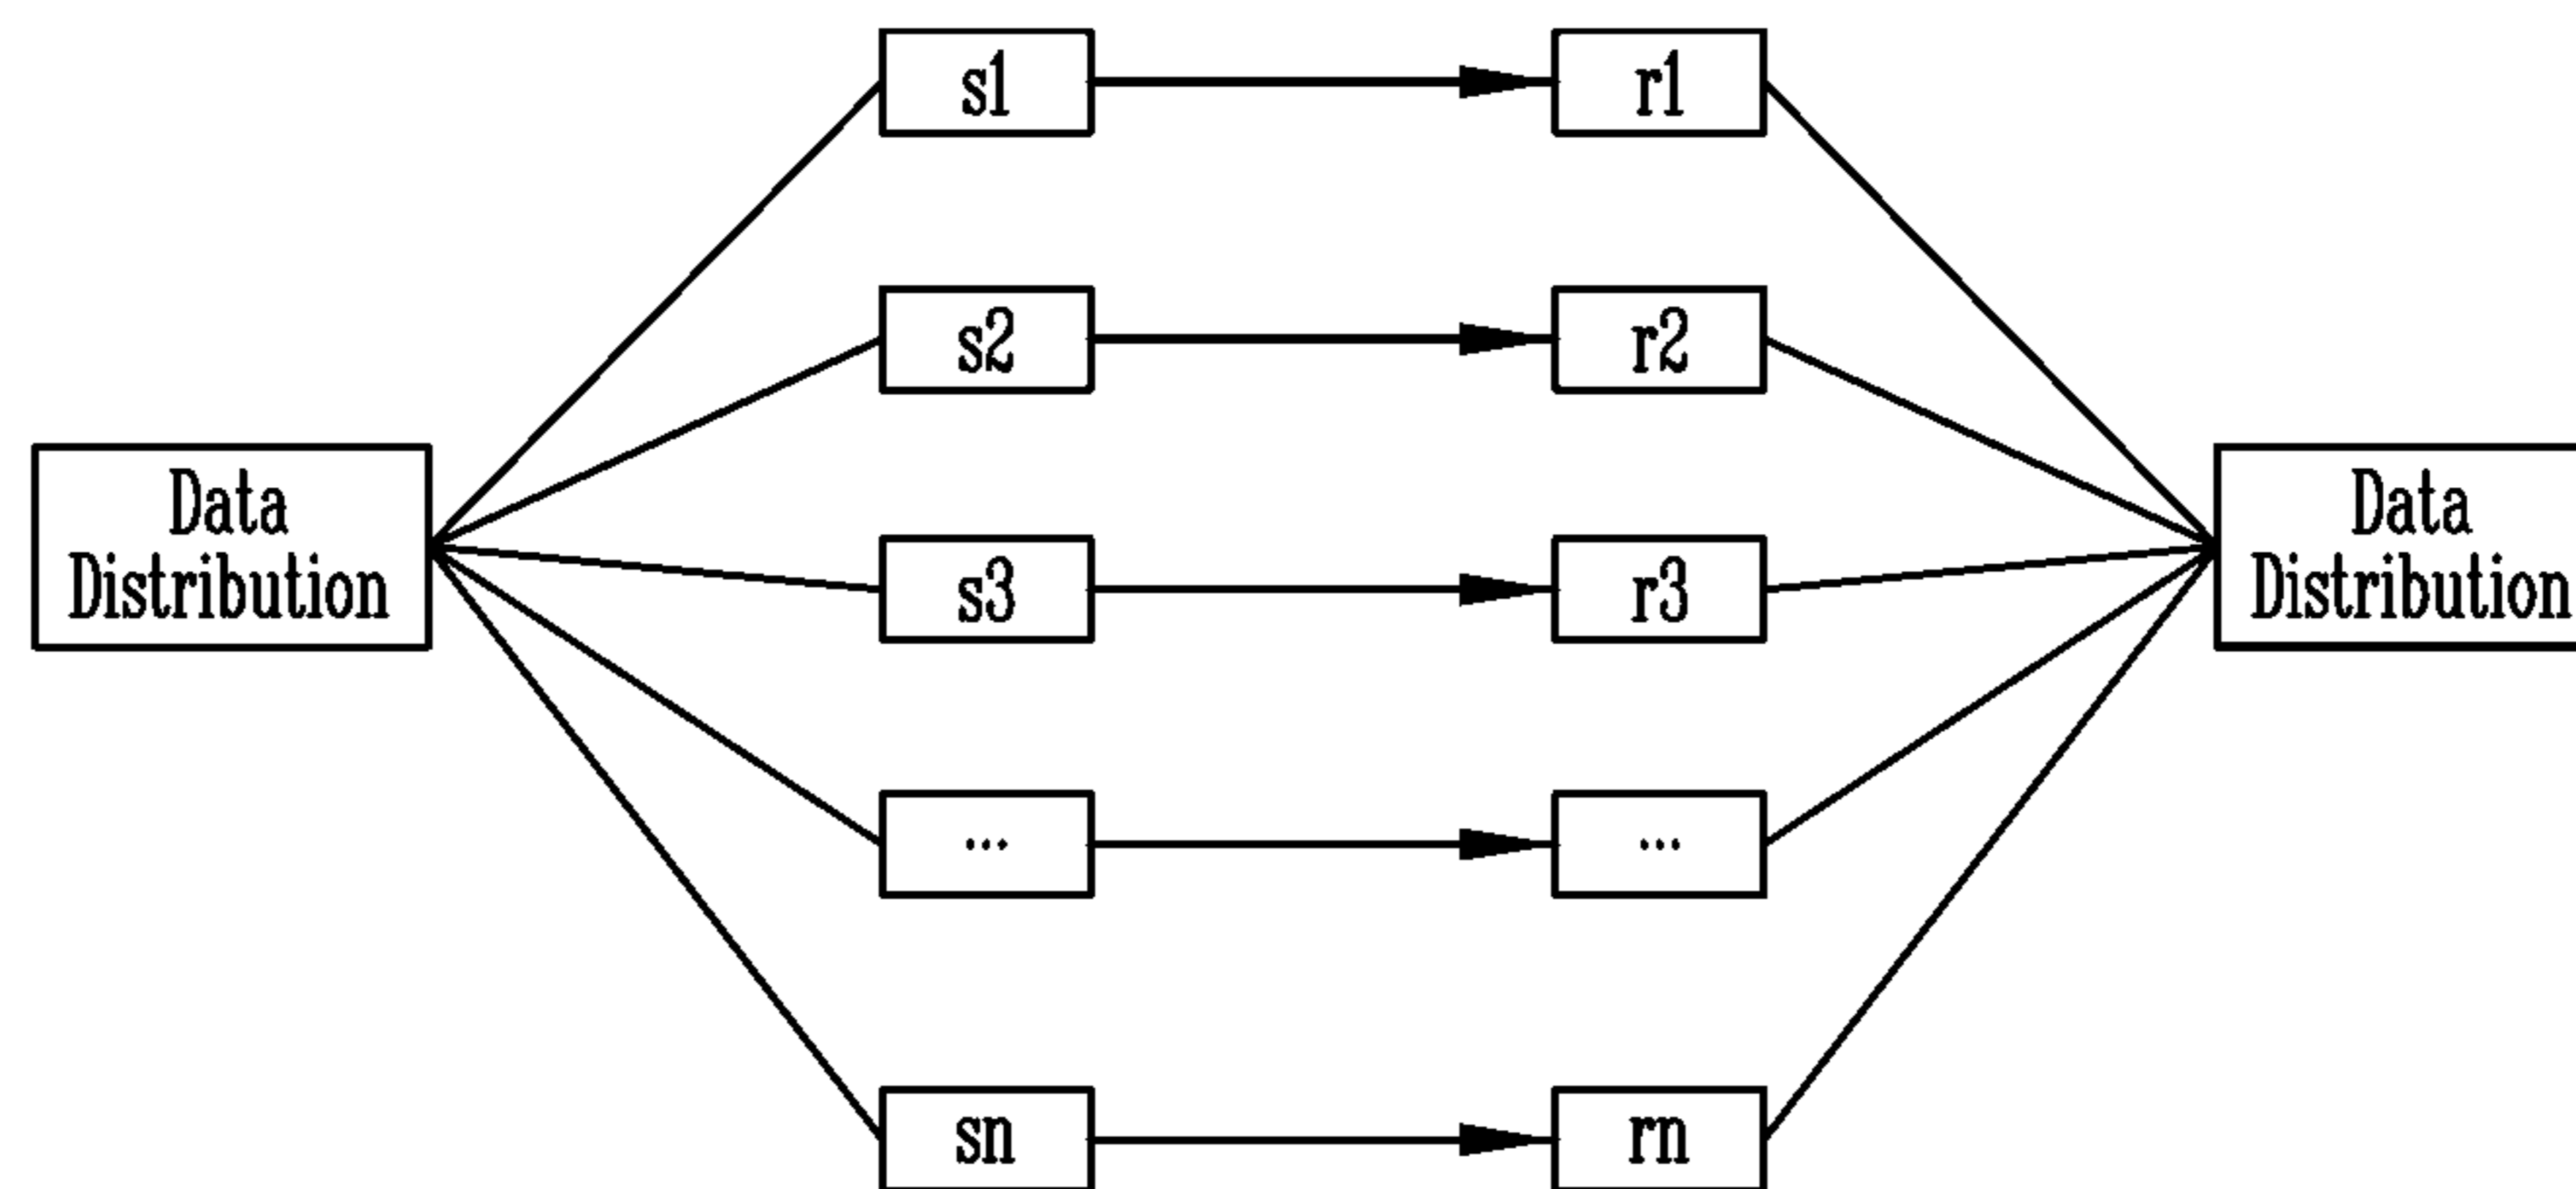 s1
r1
s2
r2
Data
Distribution
s3
r3
Data
Distribution
...
...
sn
rn